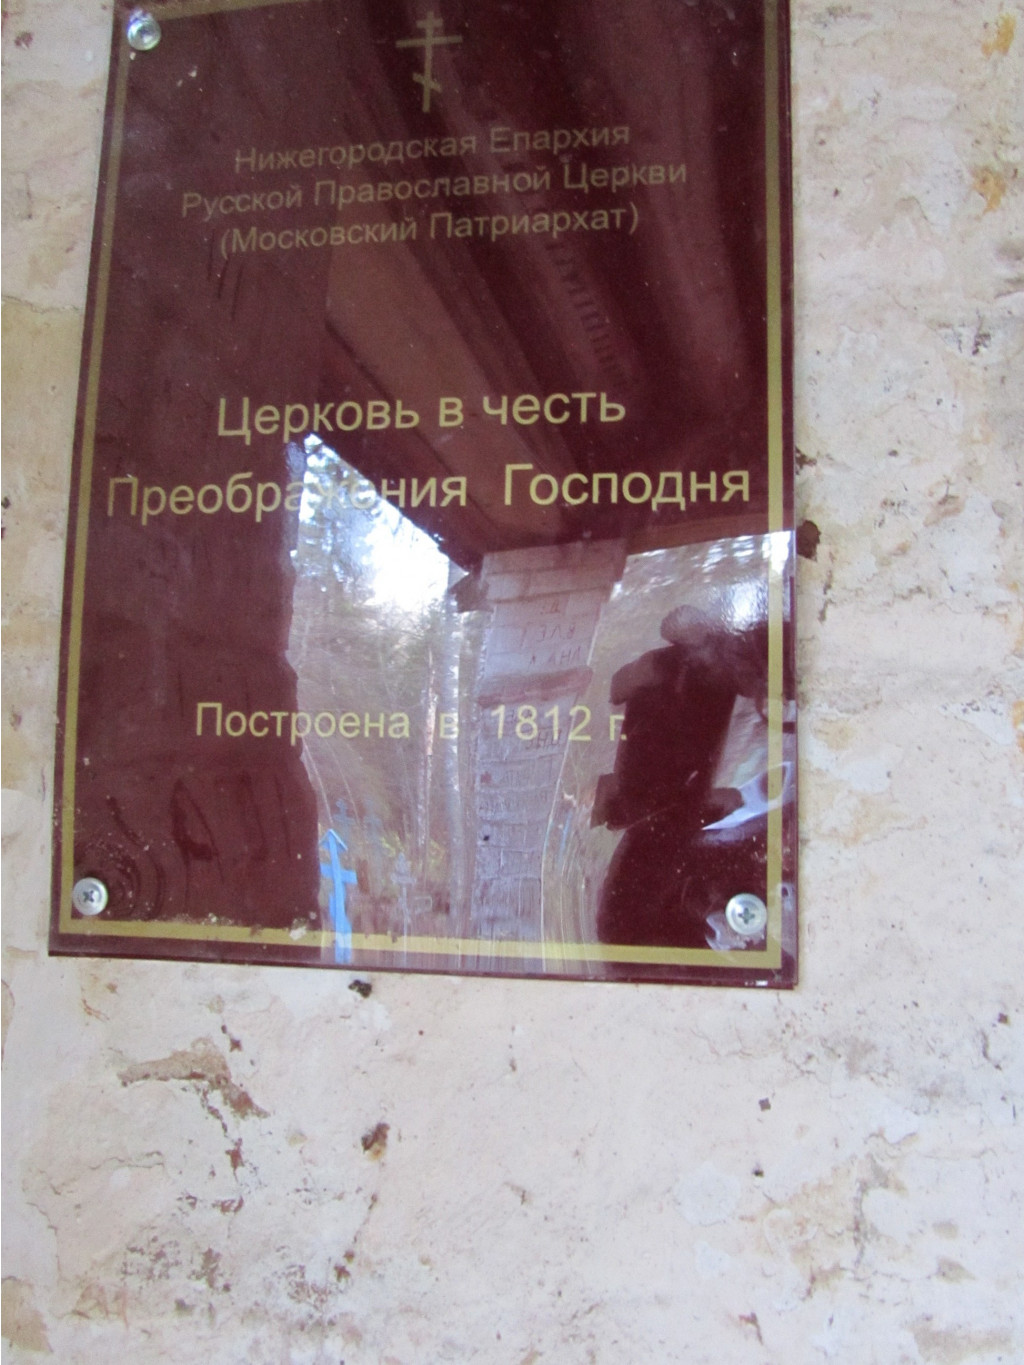 Нижегородская Епархия
Русской Православной Церкви
(Московский Патриархат)
Церковь в честь
Преображения Господня
Построена в 1812 г.